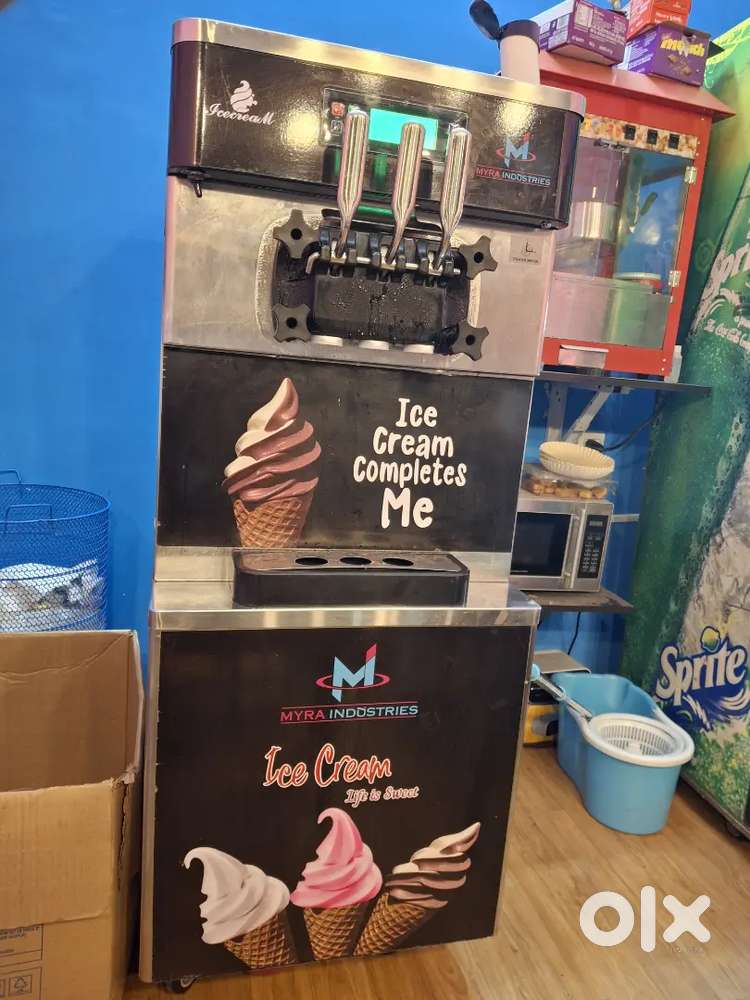 IcecreaM
MYRA INDUSTRIES
Ice
Cream
Completes
Me
MYRA INDUSTRIES
Ice Cream
Life is Sweet
Sprite
olx